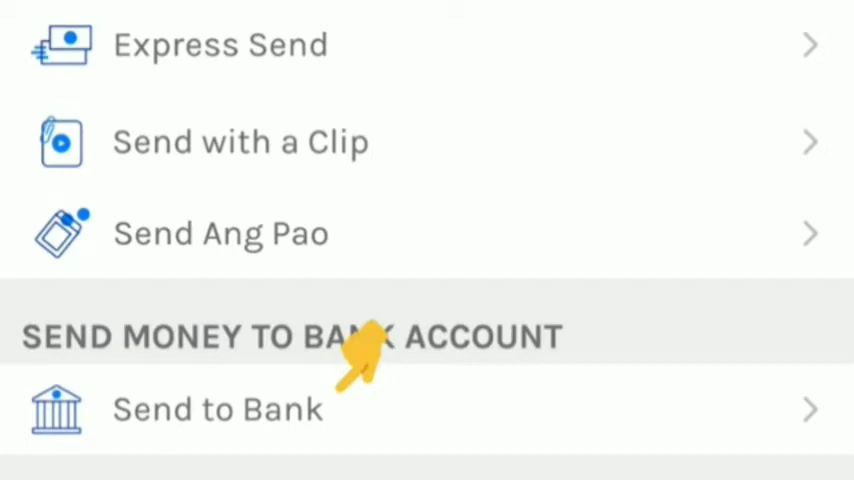 Express Send
Send with a Clip
Send Ang Pao
SEND MONEY TO BANK ACCOUNT
Send to Bank